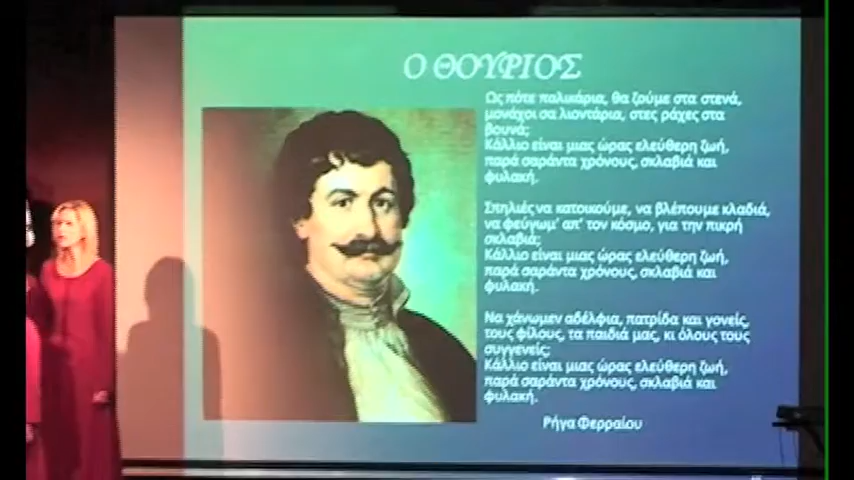 Ο ΘΟΥΡΙΟΣ
Ως πότε παλικάρια, θα ζούμε στα στενά,
μονάχοι σα λιοντάρια, στες ράχες στα
βουνά;
Κάλλιο είναι μιας ώρας ελεύθερη ζωή,
παρά σαράντα χρόνους, σκλαβιά και
φυλακή.
Σπηλιές να κατοικούμε, να βλέπουμε κλαδιά,
να φεύγωμ' απ' τον κόσμο, για την πικρή
σκλαβιά;
Κάλλιο είναι μιας ώρας ελεύθερη ζωή,
παρά σαράντα χρόνους, σκλαβιά και
φυλακή.
Να χάνωμεν αδέλφια, πατρίδα και γονείς,
τους φίλους, τα παιδιά μας, κι όλους τους
συγγενείς;
Κάλλιο είναι μιας ώρας ελεύθερη ζωή,
παρά σαράντα χρόνους, σκλαβιά και
φυλακή.
Ρήγα Φερραίου